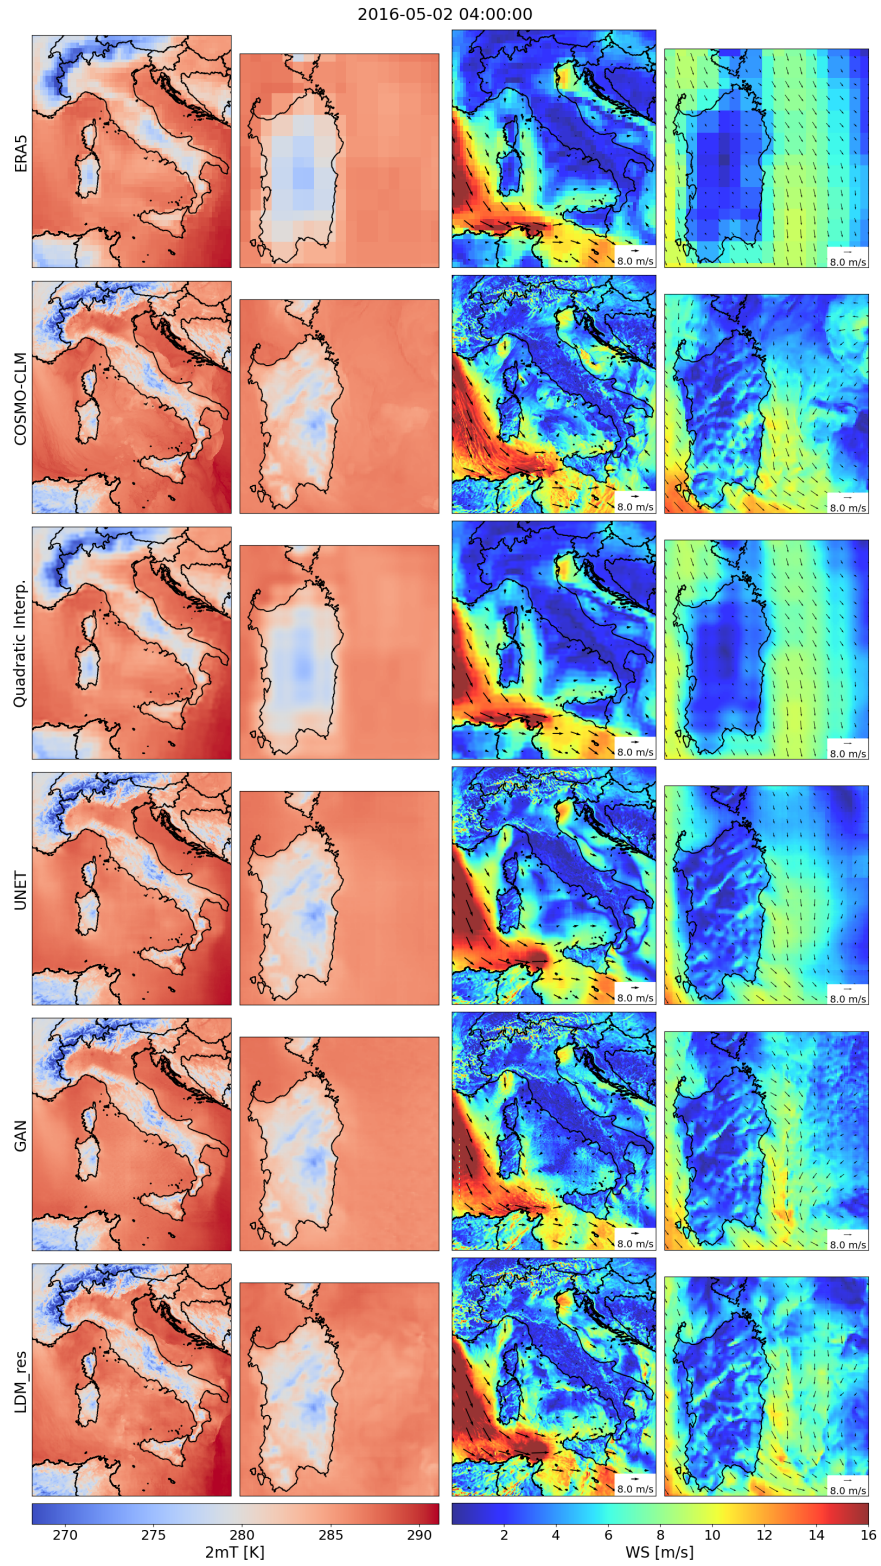 2016-05-02 04:00:00
ERA5
8.0 m/s
8.0 m/s
COSMO-CLM
8.0 m/s
8.0 m/s
Quadratic Interp.
8.0 m/s
8.0 m/s
UNET
8.0 m/s
8.0 m/s
GAN
8.0 m/s
8.0 m/s
LDM_res
8.0 m/s
8.0 m/s
270 275 280 285 290
2mT [K]
2 4 6 8 10 12 14 16
WS [m/s]